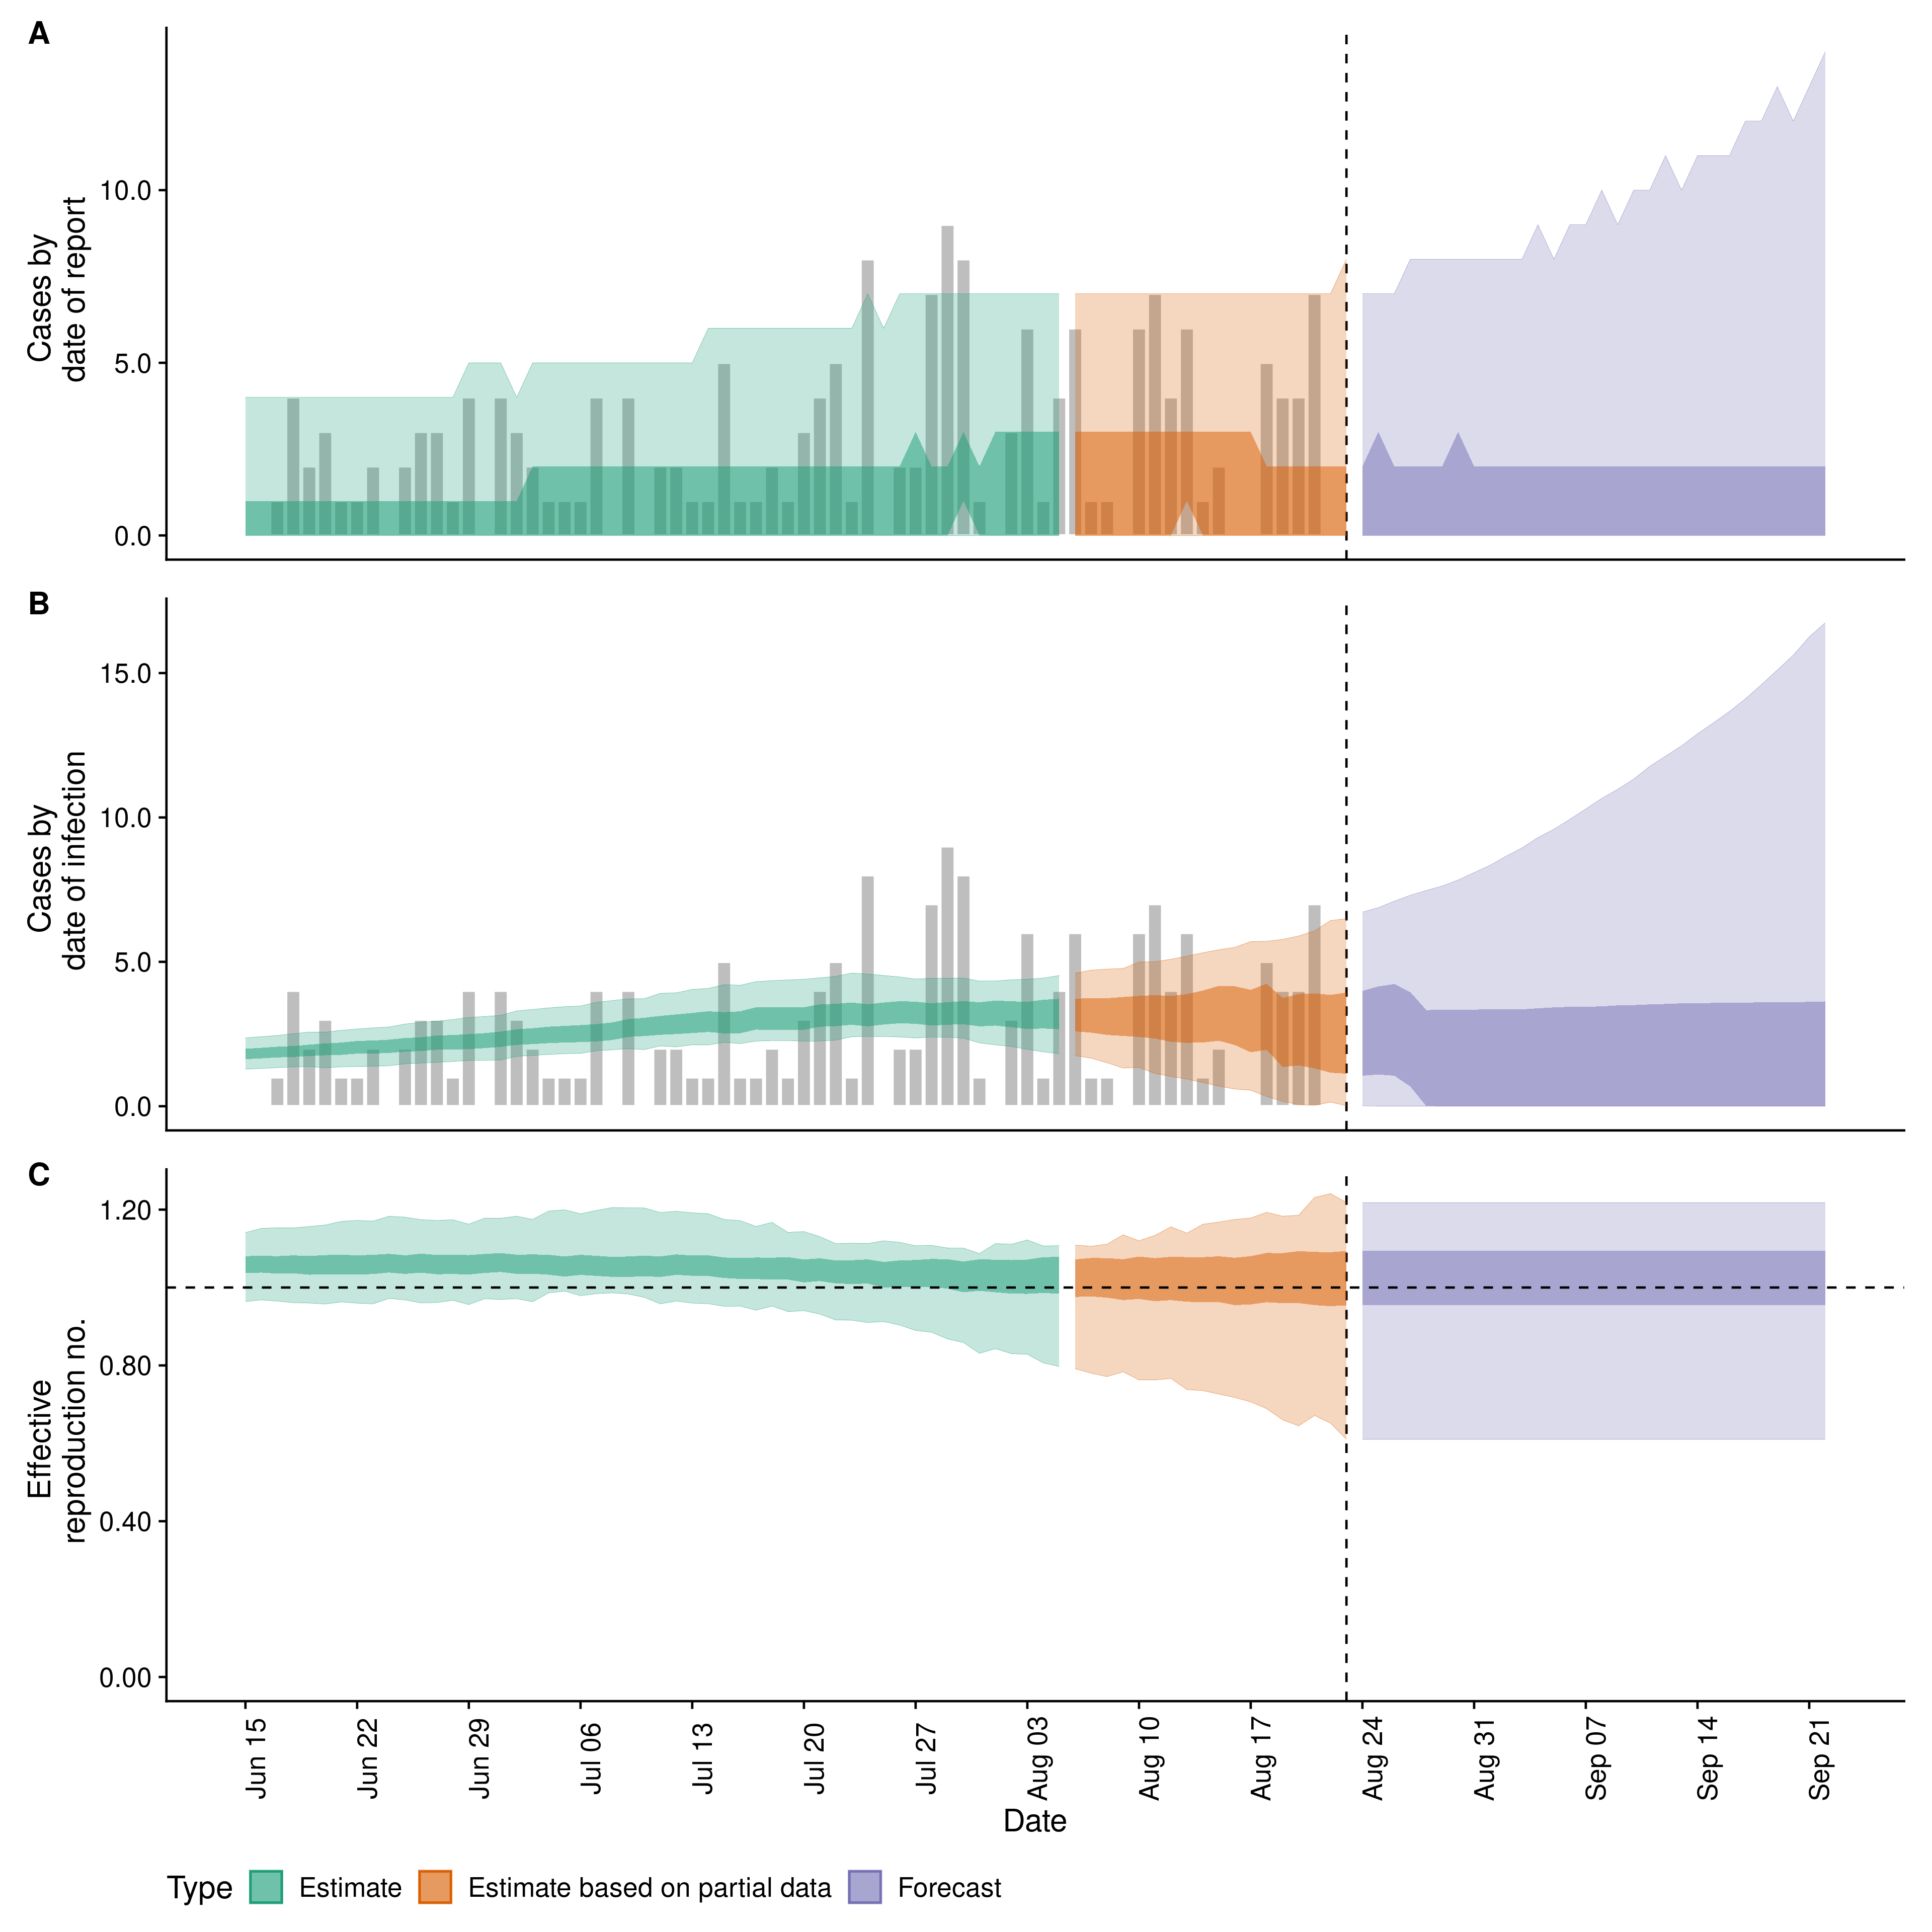 A
Cases by
date of report
10.0
5.0
0.0
B
Cases by
date of infection
15.0
10.0
5.0
0.0
C
Effective
reproduction no.
1.20
0.80
0.40
0.00
Jun 15
Jun 22
Jun 29
Jul 06
Jul 13
Jul 20
Jul 27
Aug 03
Aug 10
Aug 17
Aug 24
Aug 31
Sep 07
Sep 14
Sep 21
Date
Type Estimate Estimate based on partial data Forecast